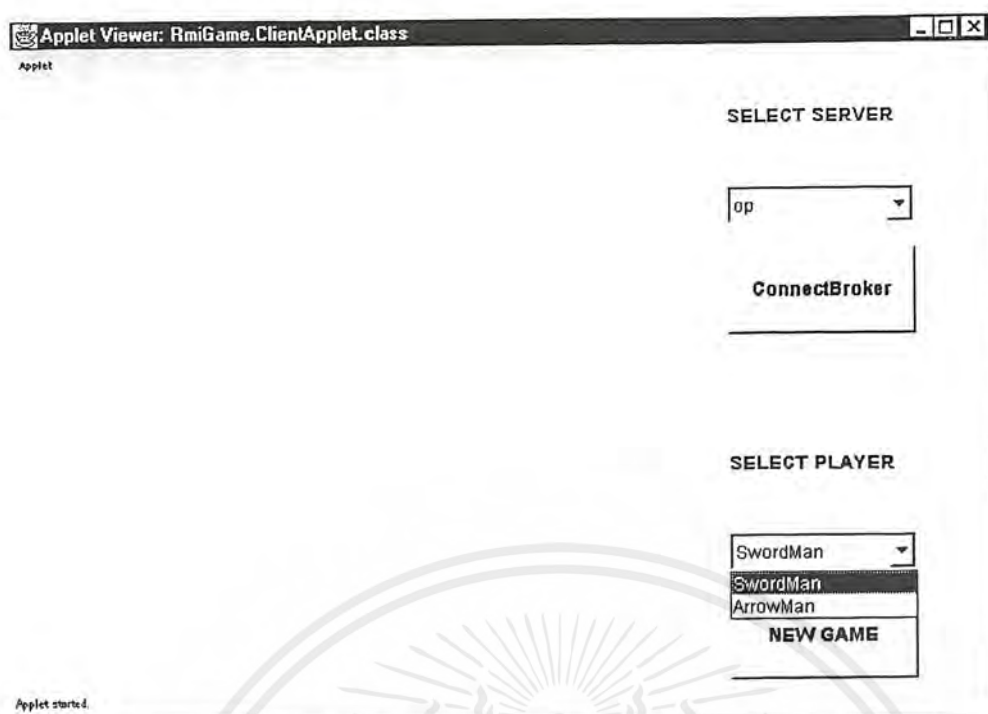 Applet Viewer: RmiGame.ClientApplet.class
Applet
SELECT SERVER
op
ConnectBroker
SELECT PLAYER
SwordMan
SwordMan
ArrowMan
NEW GAME
Applet started.